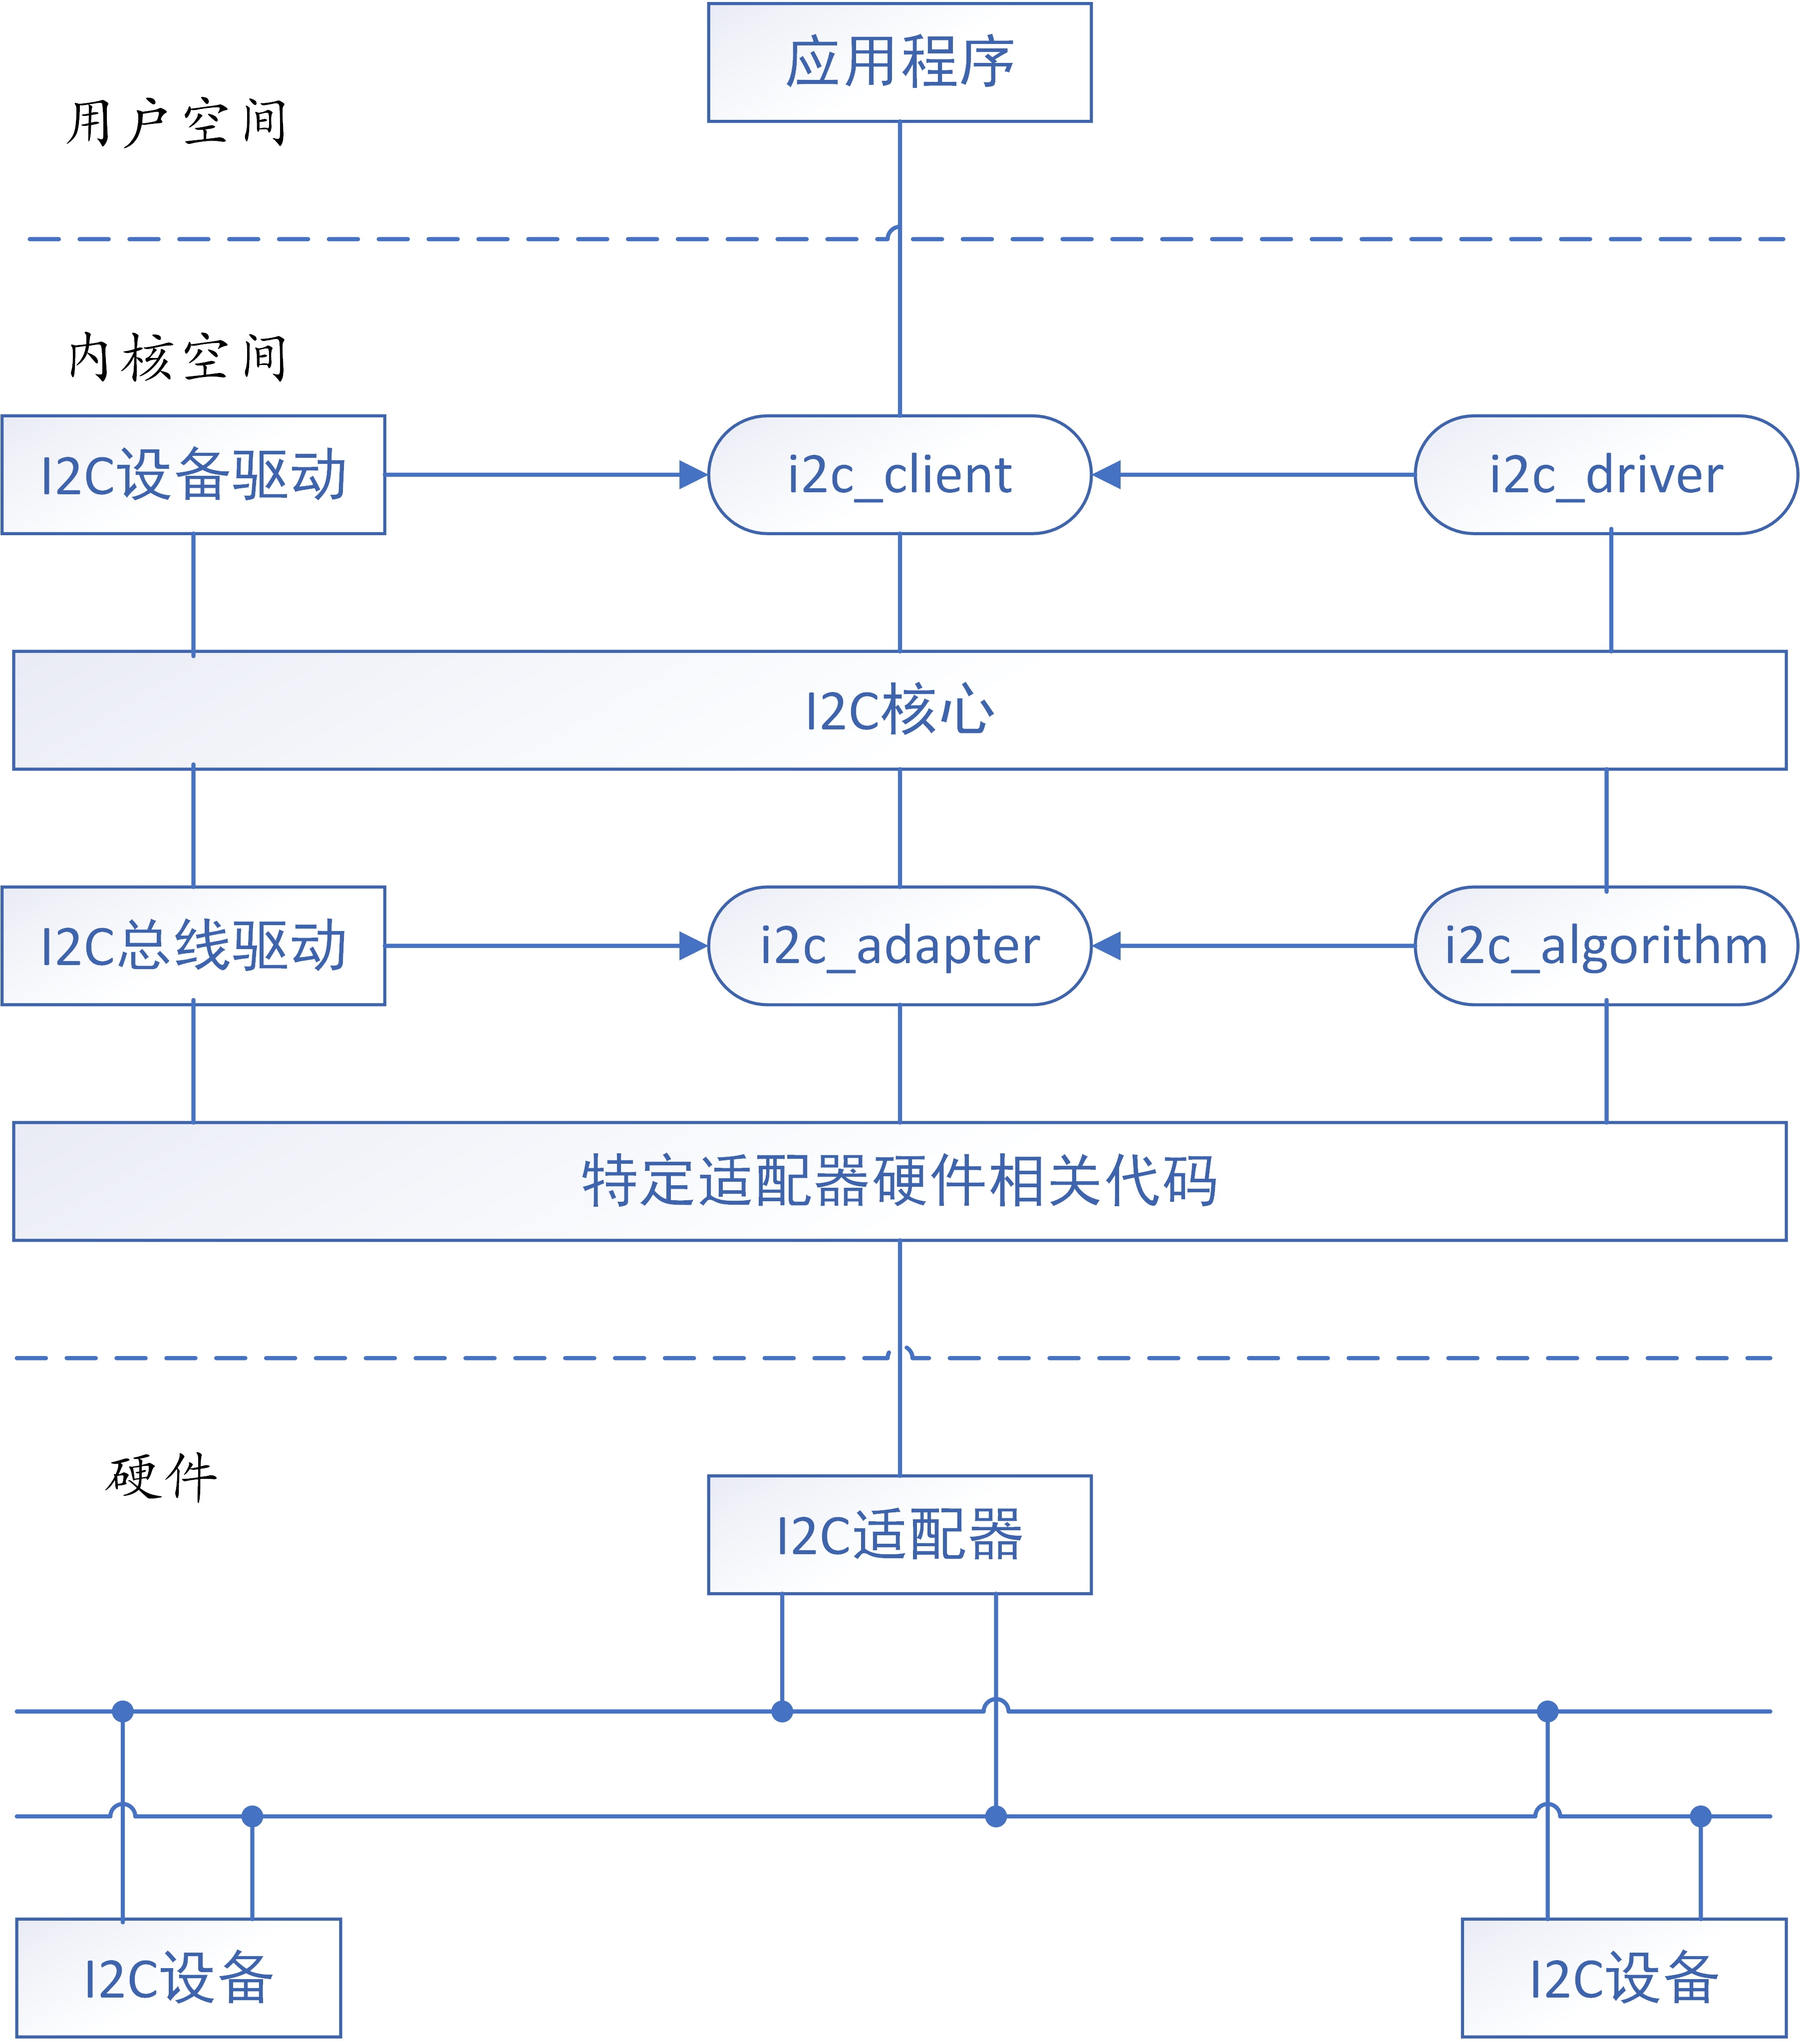 应用程序
用户空间
内核空间
I2C设备驱动
i2c_client
i2c_driver
I2C核心
I2C总线驱动
i2c_adapter
i2c_algorithm
特定适配器硬件相关代码
硬件
I2C适配器
I2C设备
I2C设备